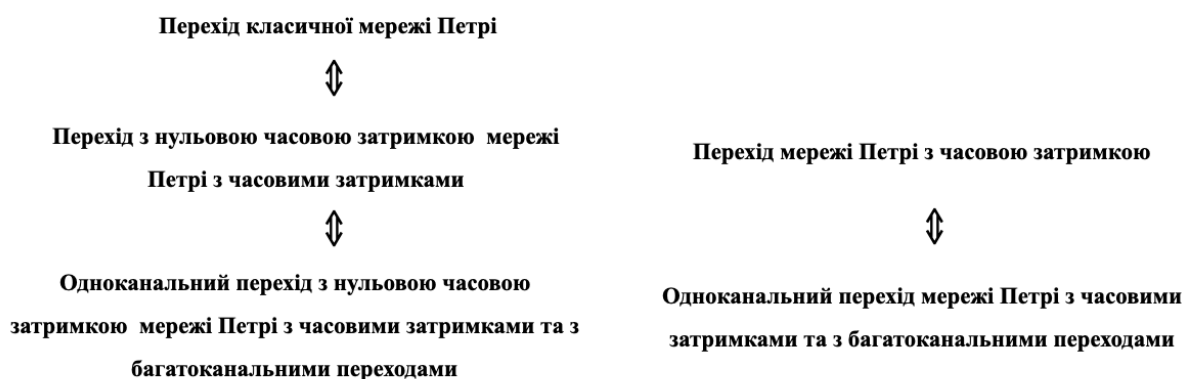 Перехід класичної мережі Петрі
⇕
Перехід з нульовою часовою затримкою мережі
Петрі з часовими затримками
⇕
Одноканальний перехід з нульовою часовою
затримкою мережі Петрі з часовими затримками та з
багатоканальними переходами
Перехід мережі Петрі з часовою затримкою
⇕
Одноканальний перехід мережі Петрі з часовими
затримками та з багатоканальними переходами